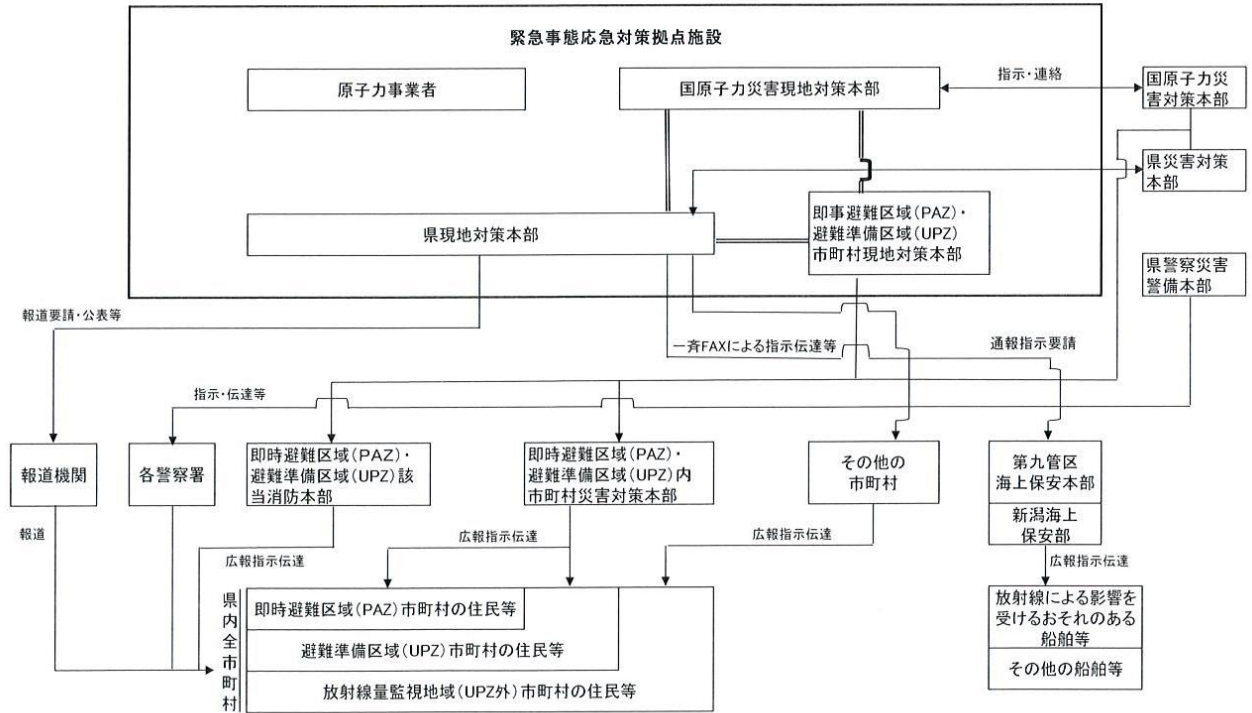 緊急事態応急対策拠点施設
原子力事業者
国原子力災害現地対策本部
指示・連絡
国原子力災
害対策本部
県災害対策
本部
県現地対策本部
即事避難区域(PAZ)・
避難準備区域(UPZ)
市町村現地対策本部
県警察災害
警備本部
報道要請・公表等
一斉FAXによる指示伝達等
通報指示要請
指示・伝達等
報道機関
各警察署
即時避難区域(PAZ)・
避難準備区域(UPZ)該
当消防本部
即時避難区域(PAZ)・
避難準備区域(UPZ)内
市町村災害対策本部
その他の
市町村
第九管区
海上保安本部
新潟海上
保安部
報道
広報指示伝達
広報指示伝達
広報指示伝達
広報指示伝達
県内全市町村
即時避難区域(PAZ)市町村の住民等
避難準備区域(UPZ)市町村の住民等
放射線量監視地域(UPZ外)市町村の住民等
放射線による影響を
受けるおそれのある
船舶等
その他の船舶等